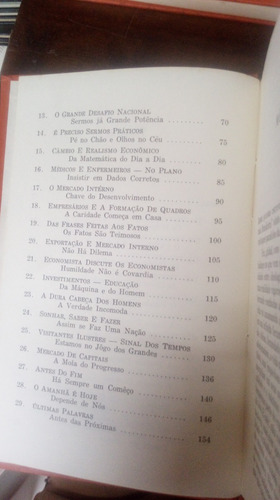 13. O GRANDE DESAFIO NACIONAL
Sermos já Grande Potência ......... 70
14. É PRECISO SERMOS PRÁTICOS
Pé no Chão e Olhos no Céu ......... 75
15. CÂMBIO E REALISMO ECONÔMICO
Da Matemática do Dia a Dia ......... 80
16. MÉDICOS E ENFERMEIROS — NO PLANO
Insistir em Dados Corretos ......... 85
17. O MERCADO INTERNO
Chave do Desenvolvimento ......... 90
18. EMPRESÁRIOS E A FORMAÇÃO DE QUADROS
A Caridade Começa em Casa ......... 95
19. DAS FRASES FEITAS AOS FATOS
Os Fatos São Teimosos ......... 100
20. EXPORTAÇÃO E MERCADO INTERNO
Não Há Dilema ......... 105
21. ECONOMISTA DISCUTE OS ECONOMISTAS
Humildade Não é Covardia ......... 110
22. INVESTIMENTOS — EDUCAÇÃO
Da Máquina e do Homem ......... 115
23. A DURA CABEÇA DOS HOMENS
A Verdade Incomoda ......... 120
24. SONHAR, SABER E FAZER
Assim se Faz Uma Nação ......... 125
25. VISITANTES ILUSTRES — SINAL DOS TEMPOS
Estamos no Jôgo dos Grandes ......... 130
26. MERCADO DE CAPITAIS
A Mola do Progresso ......... 136
27. ANTES DO FIM
Há Sempre um Comêço ......... 140
28. O AMANHÃ É HOJE
Depende de Nós ......... 146
29. ÚLTIMAS PALAVRAS
Antes das Próximas ......... 154